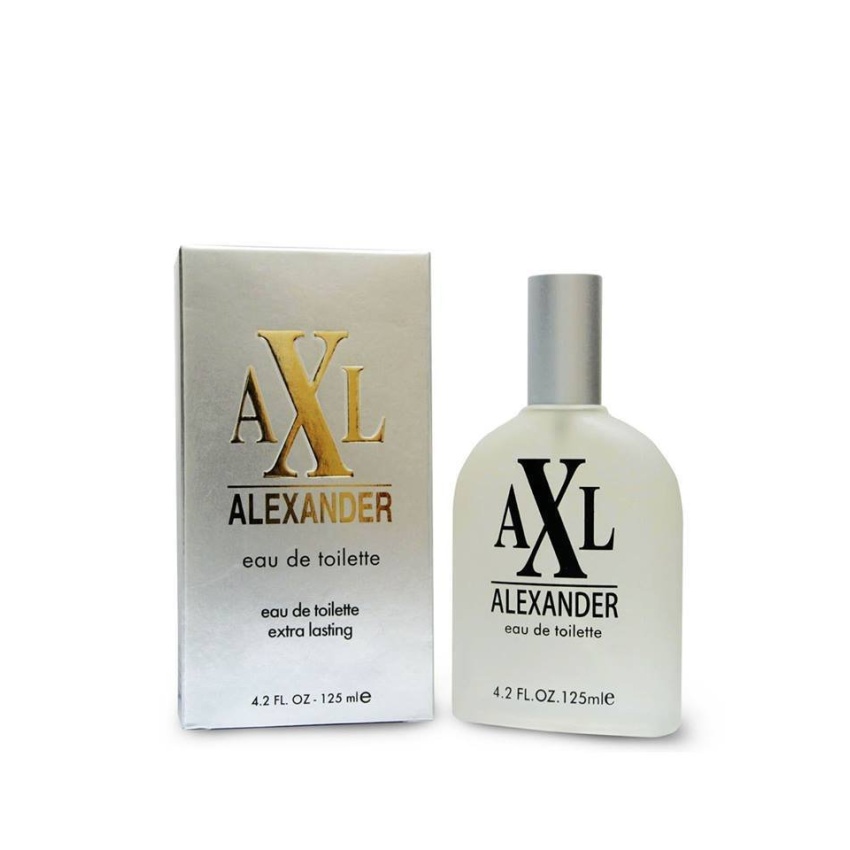 AXL
ALEXANDER
eau de toilette
eau de toilette
extra lasting
4.2 FL. OZ - 125 ml e
AXL
ALEXANDER
eau de toilette
4.2 FL.OZ.125ml e